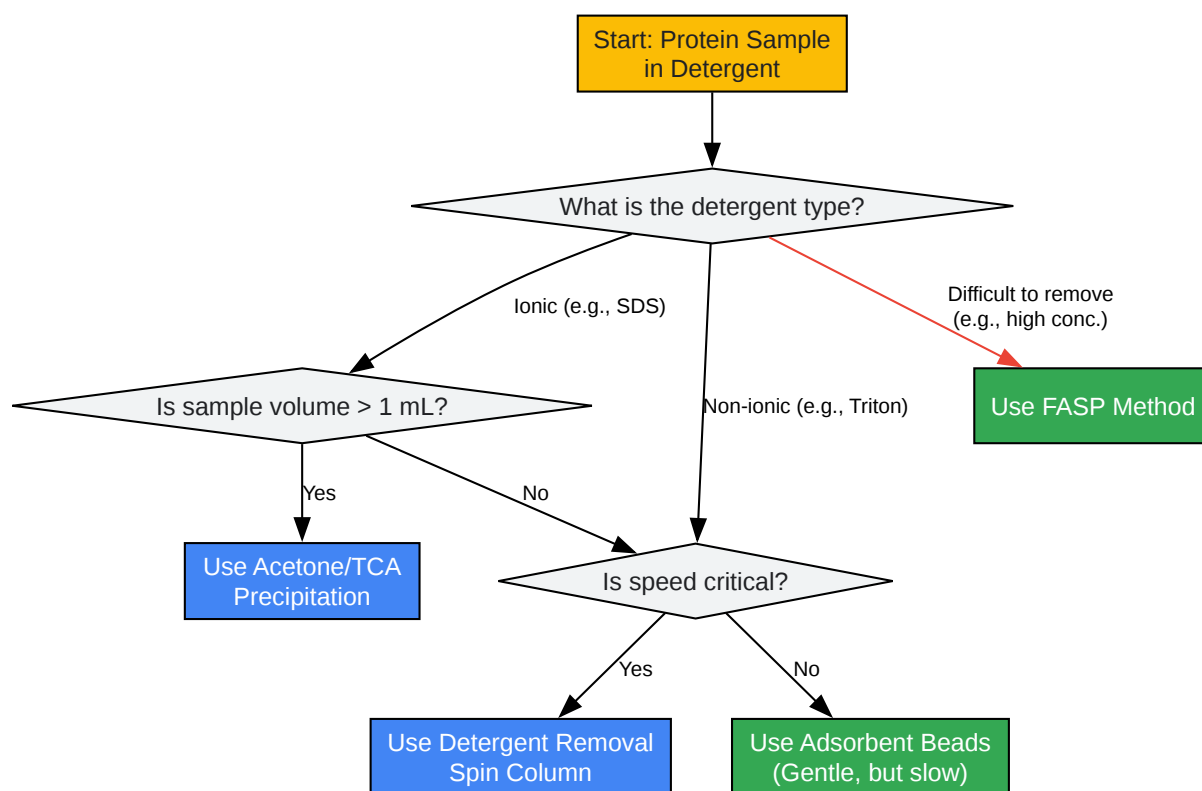 Start: Protein Sample
in Detergent
What is the detergent type?
Ionic (e.g., SDS)
Difficult to remove
(e.g., high conc.)
Is sample volume > 1 mL?
Non-ionic (e.g., Triton)
Use FASP Method
Yes
No
Use Acetone/TCA
Precipitation
Is speed critical?
Yes
No
Use Detergent Removal
Spin Column
Use Adsorbent Beads
(Gentle, but slow)